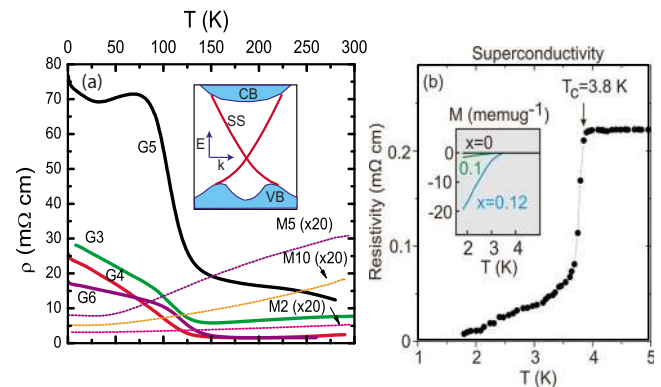 T (K)
0 50 100 150 200 250 300
80
70
60
50
40
30
20
10
0
ρ (mΩ cm)
(a)
CB
SS
E
k
VB
G5
M5 (x20)
M10 (x20)
G3
G4
G6
M2 (x20)
Superconductivity
(b)
Tc=3.8 K
M (memug-1)
x=0
0
0.1
-10
x=0.12
-20
2 3 4
T (K)
0.2
0.1
0.0
Resistivity (mΩ cm)
1 2 3 4 5
T (K)